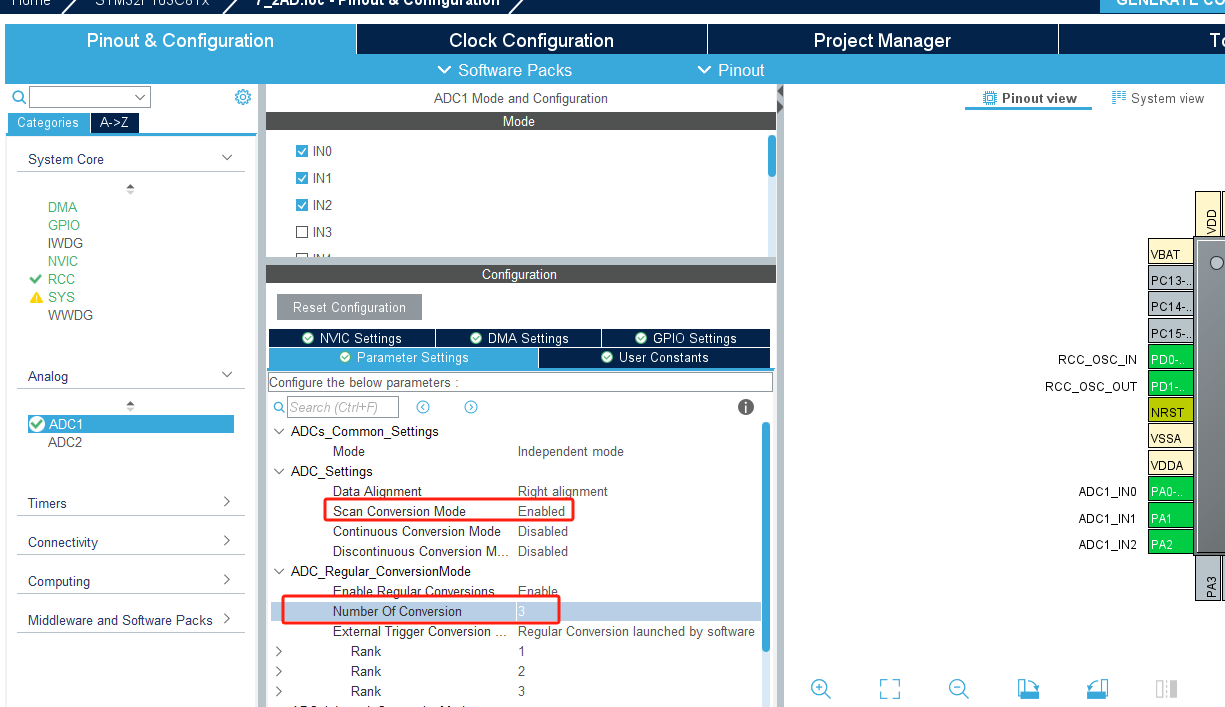 Home STM32F103C8Tx 7_2AD.ioc - Pinout & Configuration GENERATE CO
Pinout & Configuration Clock Configuration Project Manager To
Software Packs Pinout
ADC1 Mode and Configuration
Pinout view System view
Categories A->Z
Mode
System Core
DMA
GPIO
IWDG
NVIC
RCC
SYS
WWDG
Analog
ADC1
ADC2
Timers
Connectivity
Computing
Middleware and Software Packs
IN0
IN1
IN2
IN3
IN4
Configuration
Reset Configuration
NVIC Settings DMA Settings GPIO Settings
Parameter Settings User Constants
Configure the below parameters :
Search (Ctrl+F)
ADCs_Common_Settings
Mode Independent mode
ADC_Settings
Data Alignment Right alignment
Scan Conversion Mode Enabled
Continuous Conversion Mode Disabled
Discontinuous Conversion M... Disabled
ADC_Regular_ConversionMode
Enable Regular Conversions Enable
Number Of Conversion 3
External Trigger Conversion ... Regular Conversion launched by software
Rank 1
Rank 2
Rank 3
VDD
VBAT
PC13-..
PC14-..
PC15-..
RCC_OSC_IN PD0-..
RCC_OSC_OUT PD1-..
NRST
VSSA
VDDA
ADC1_IN0 PA0-..
ADC1_IN1 PA1
ADC1_IN2 PA2
PA3